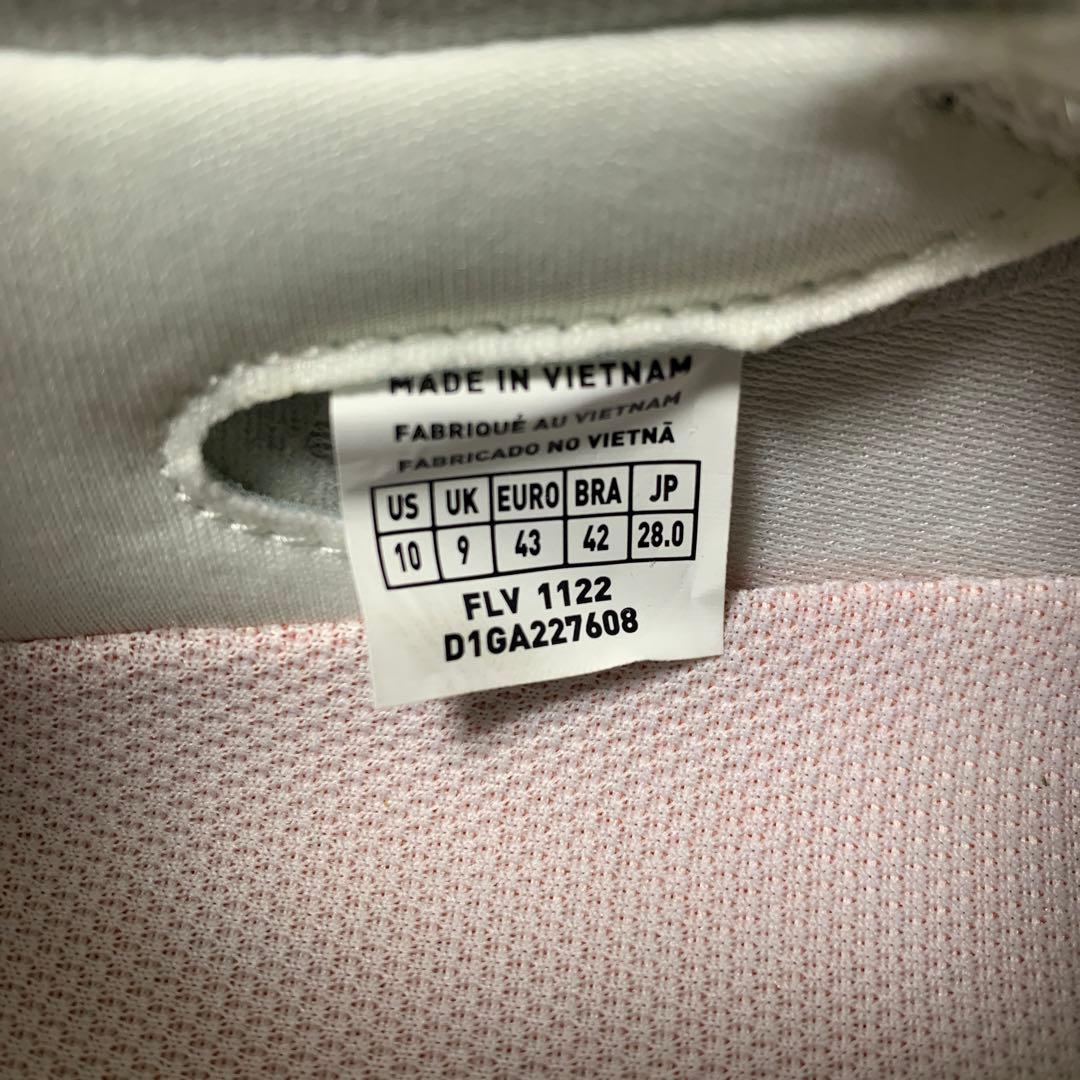 MADE IN VIETNAM
FABRIQUÉ AU VIETNAM
FABRICADO NO VIETNÃ
US UK EURO BRA JP
10 9 43 42 28.0
FLV 1122
D1GA227608